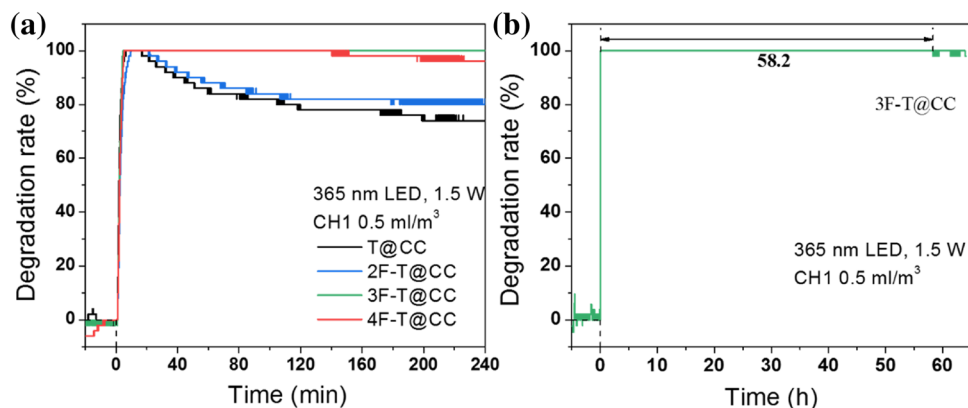 (a)
Degradation rate (%)
100
80
60
40
20
0
365 nm LED, 1.5 W
CH1 0.5 ml/m³
T@CC
2F-T@CC
3F-T@CC
4F-T@CC
0 40 80 120 160 200 240
Time (min)
(b)
Degradation rate (%)
100
80
60
40
20
0
58.2
3F-T@CC
365 nm LED, 1.5 W
CH1 0.5 ml/m³
0 10 20 30 40 50 60
Time (h)